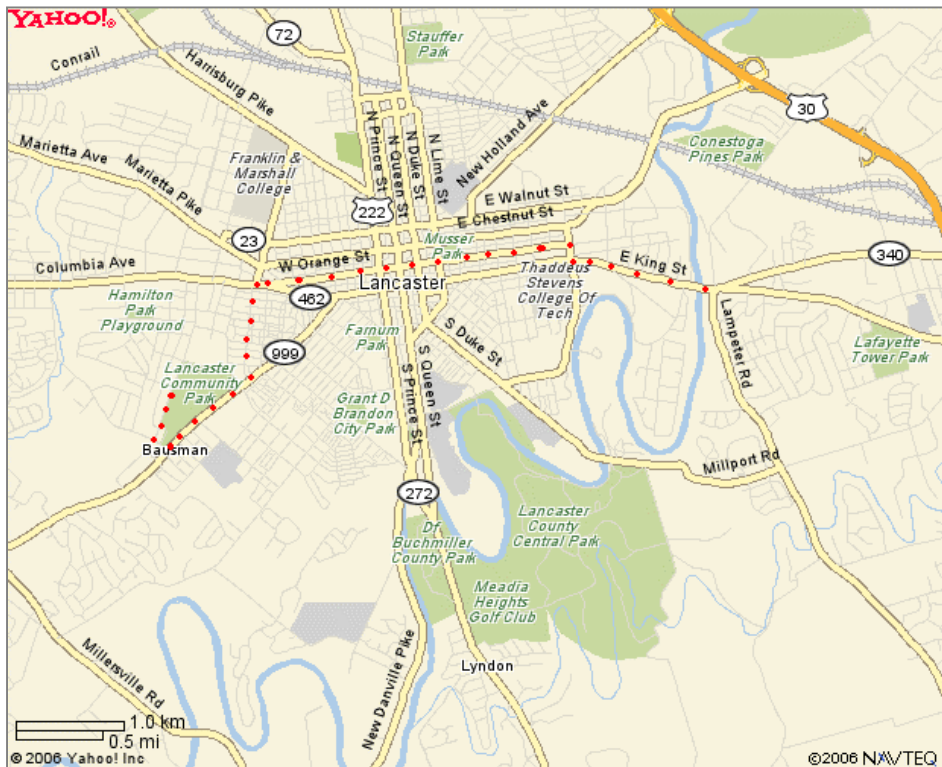 YAHOO!®
72
Stauffer
Park
Conrail
Harrisburg Pike
30
N Prince St
N Queen St
N Duke St
N Lime St
New Holland Ave
Conestoga
Pines Park
Marietta Ave
Marietta Pike
Franklin &
Marshall
College
E Walnut St
222
E Chestnut St
23
Musser
Park
W Orange St
E King St
340
Columbia Ave
Lancaster
Thaddeus
Stevens
College Of
Tech
462
Hamilton
Park
Playground
Farnum
Park
S Duke St
Lampeter Rd
Lafayette
Tower Park
999
Lancaster
Community
Park
S Prince St
S Queen St
Grant D
Brandon
City Park
Bausman
Millport Rd
272
Df
Buchmiller
County Park
Lancaster
County
Central Park
Meadia
Heights
Golf Club
Lyndon
Millersville Rd
New Danville Pike
1.0 km
0.5 mi
© 2006 Yahoo! Inc
©2006 NAVTEQ